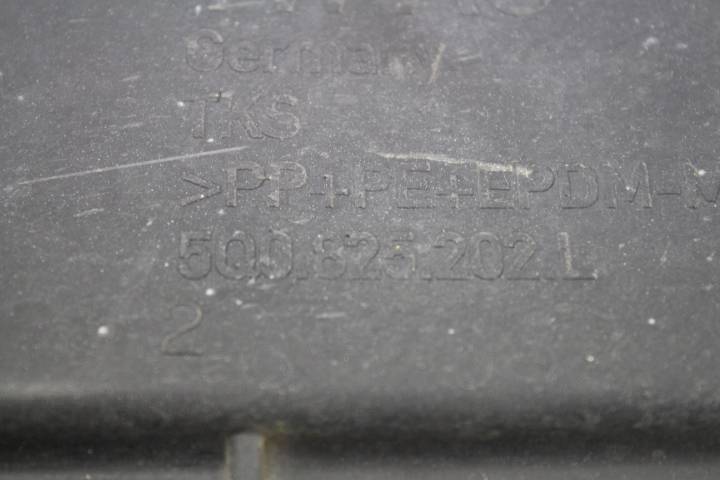 Germany
TKS
>PP+PE+EPDM-M
5Q0.825.202.L
2